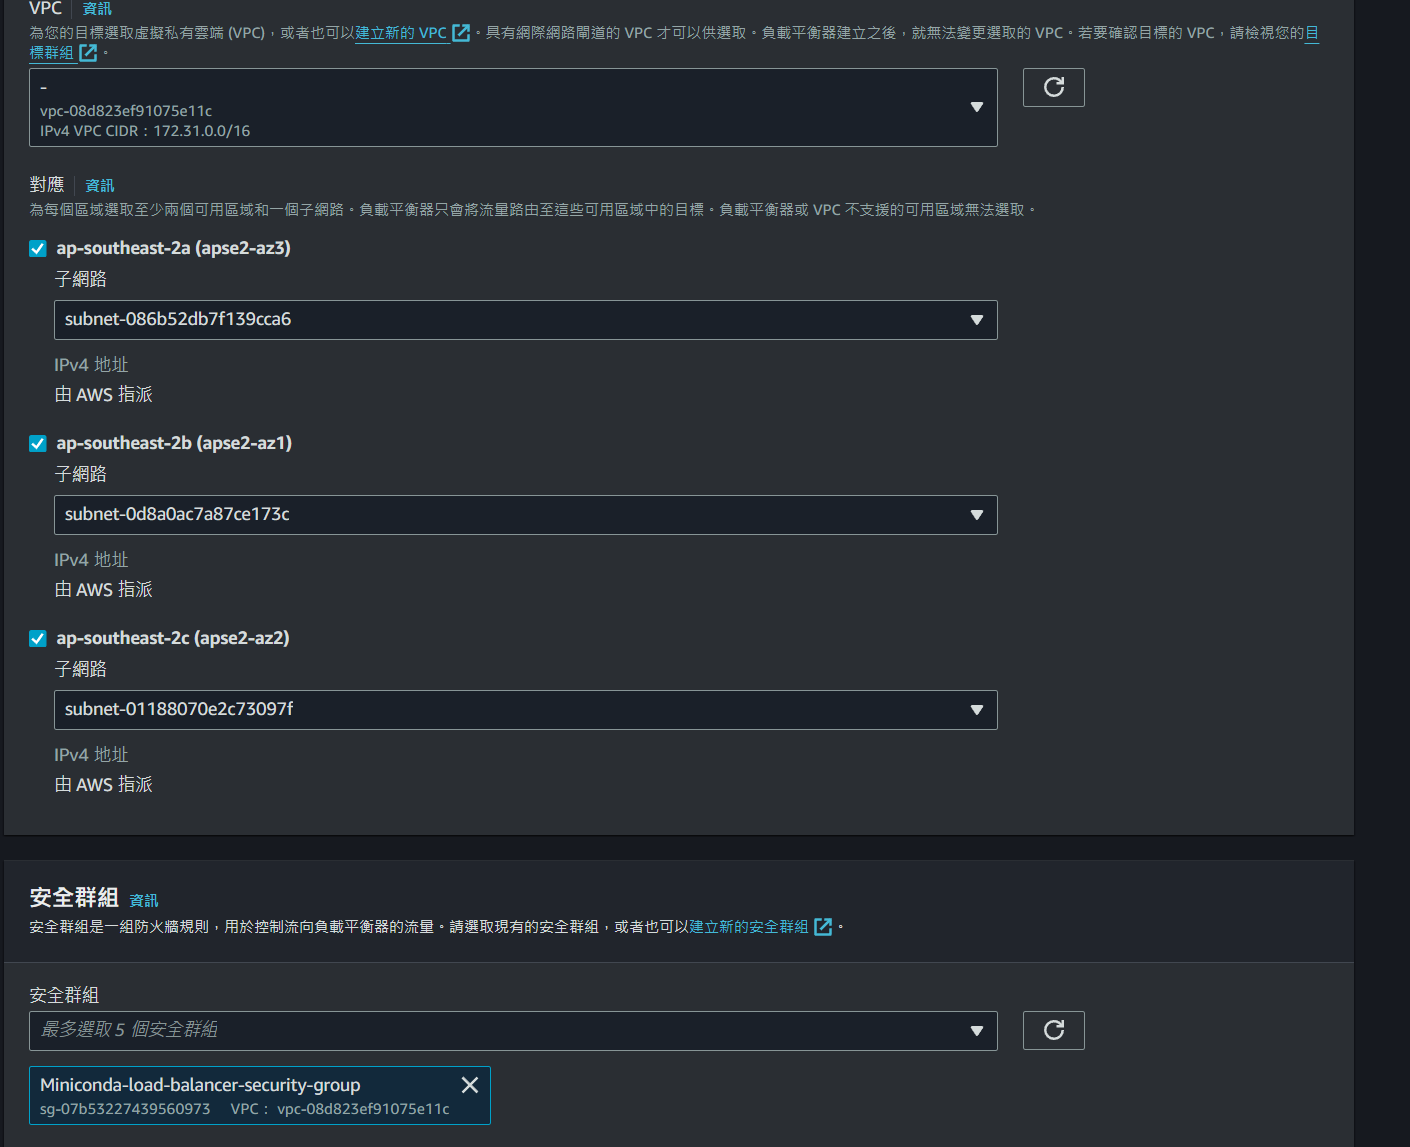 VPC 資訊
為您的目標選取虛擬私有雲端 (VPC)，或者也可以建立新的 VPC。具有網際網路閘道的 VPC 才可以供選取。負載平衡器建立之後，就無法變更選取的 VPC。若要確認目標的 VPC，請檢視您的目
標群組。
-
vpc-08d823ef91075e11c
IPv4 VPC CIDR：172.31.0.0/16
對應 資訊
為每個區域選取至少兩個可用區域和一個子網路。負載平衡器只會將流量路由至這些可用區域中的目標。負載平衡器或 VPC 不支援的可用區域無法選取。
ap-southeast-2a (apse2-az3)
子網路
subnet-086b52db7f139cca6
IPv4 地址
由 AWS 指派
ap-southeast-2b (apse2-az1)
子網路
subnet-0d8a0ac7a87ce173c
IPv4 地址
由 AWS 指派
ap-southeast-2c (apse2-az2)
子網路
subnet-01188070e2c73097f
IPv4 地址
由 AWS 指派
安全群組 資訊
安全群組是一組防火牆規則，用於控制流向負載平衡器的流量。請選取現有的安全群組，或者也可以建立新的安全群組。
安全群組
最多選取 5 個安全群組
Miniconda-load-balancer-security-group
sg-07b53227439560973 VPC： vpc-08d823ef91075e11c